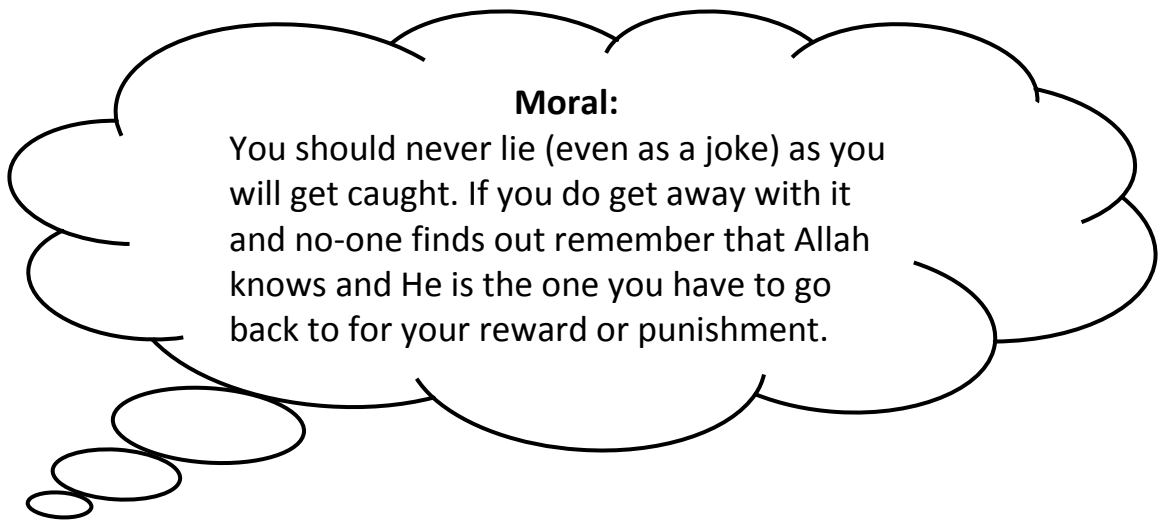 Moral:
You should never lie (even as a joke) as you
will get caught. If you do get away with it
and no-one finds out remember that Allah
knows and He is the one you have to go
back to for your reward or punishment.